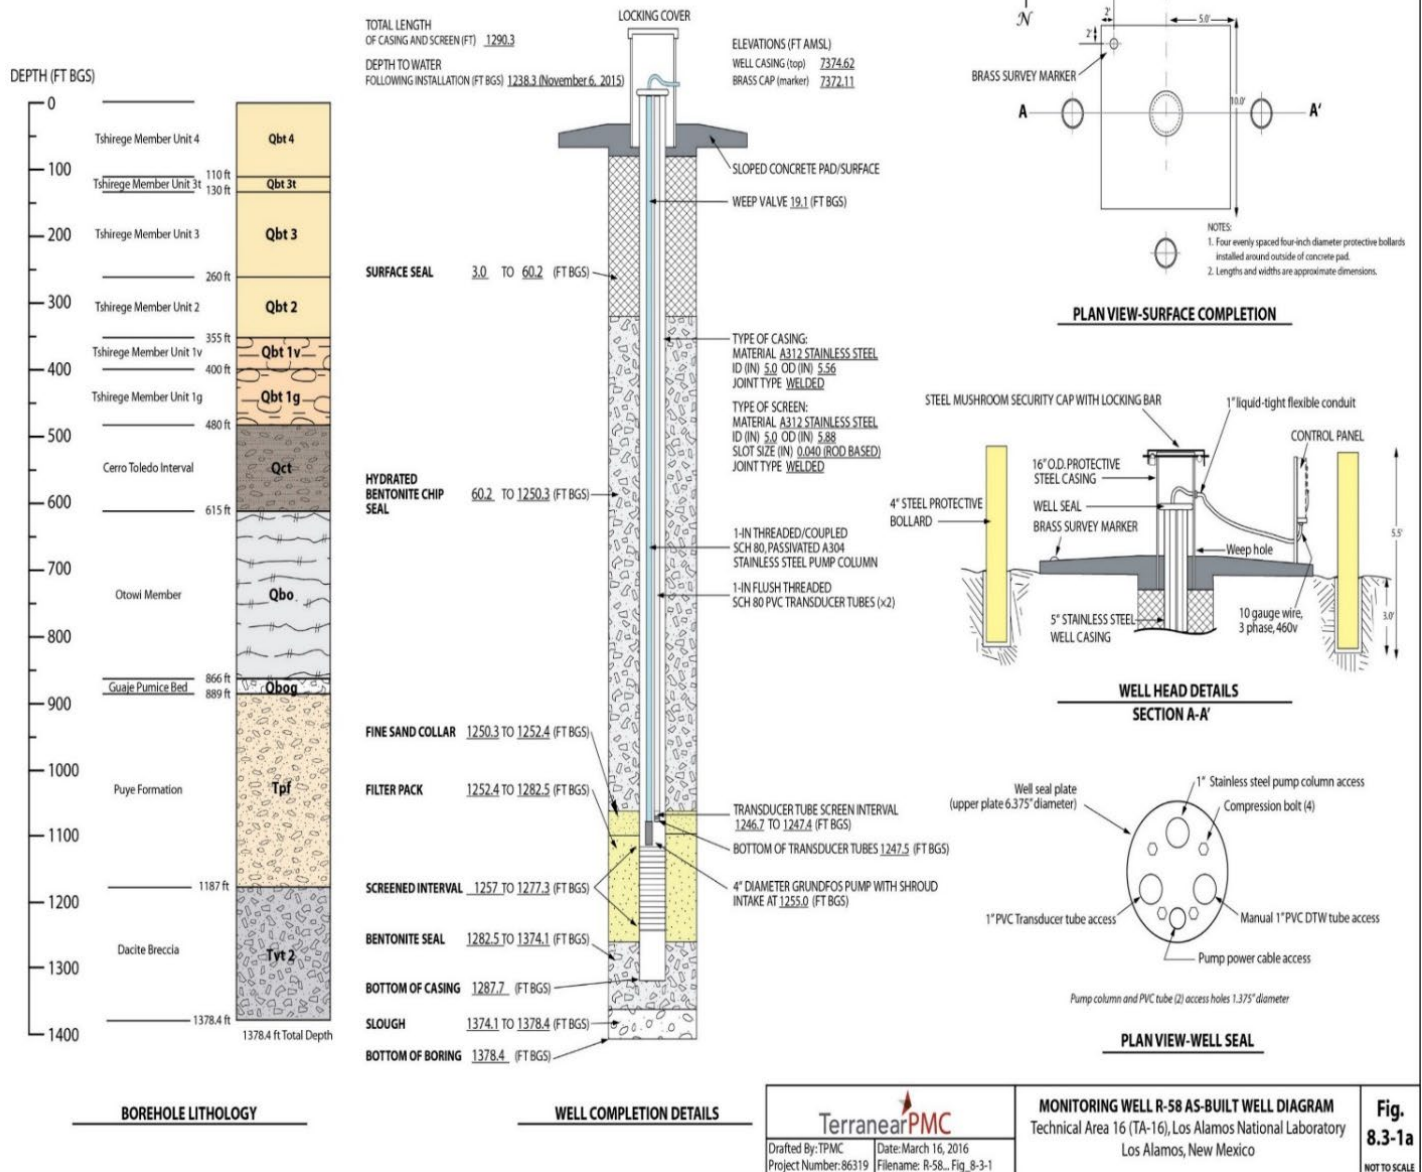 DEPTH (FT BGS)
0
100
200
300
400
500
600
700
800
900
1000
1100
1200
1300
1400
Tshirege Member Unit 4
110 ft
Tshirege Member Unit 3t
130 ft
Tshirege Member Unit 3
260 ft
Tshirege Member Unit 2
355 ft
Tshirege Member Unit 1v
400 ft
Tshirege Member Unit 1g
480 ft
Cerro Toledo Interval
615 ft
Otowi Member
866 ft
Guaje Pumice Bed
889 ft
Puye Formation
1187 ft
Dacite Breccia
1378.4 ft
Qbt 4
Qbt 3t
Qbt 3
Qbt 2
Qbt 1v
Qbt 1g
Qct
Qbo
Qbog
Tpf
Tvt 2
1378.4 ft Total Depth
BOREHOLE LITHOLOGY
TOTAL LENGTH
OF CASING AND SCREEN (FT) 1290.3
DEPTH TO WATER
FOLLOWING INSTALLATION (FT BGS) 1238.3 (November 6, 2015)
LOCKING COVER
ELEVATIONS (FT AMSL)
WELL CASING (top) 7374.62
BRASS CAP (marker) 7372.11
SLOPED CONCRETE PAD/SURFACE
WEEP VALVE 19.1 (FT BGS)
SURFACE SEAL 3.0 TO 60.2 (FT BGS)
TYPE OF CASING:
MATERIAL A312 STAINLESS STEEL
ID (IN) 5.0 OD (IN) 5.56
JOINT TYPE WELDED
TYPE OF SCREEN:
MATERIAL A312 STAINLESS STEEL
ID (IN) 5.0 OD (IN) 5.88
SLOT SIZE (IN) 0.040 (ROD BASED)
JOINT TYPE WELDED
HYDRATED
BENTONITE CHIP 60.2 TO 1250.3 (FT BGS)
SEAL
1-IN THREADED/COUPLED
SCH 80, PASSIVATED A304
STAINLESS STEEL PUMP COLUMN
1-IN FLUSH THREADED
SCH 80 PVC TRANSDUCER TUBES (×2)
FINE SAND COLLAR 1250.3 TO 1252.4 (FT BGS)
FILTER PACK 1252.4 TO 1282.5 (FT BGS)
TRANSDUCER TUBE SCREEN INTERVAL
1246.7 TO 1247.4 (FT BGS)
BOTTOM OF TRANSDUCER TUBES 1247.5 (FT BGS)
SCREENED INTERVAL 1257 TO 1277.3 (FT BGS)
4" DIAMETER GRUNDFOS PUMP WITH SHROUD
INTAKE AT 1255.0 (FT BGS)
BENTONITE SEAL 1282.5 TO 1374.1 (FT BGS)
BOTTOM OF CASING 1287.7 (FT BGS)
SLOUGH 1374.1 TO 1378.4 (FT BGS)
BOTTOM OF BORING 1378.4 (FT BGS)
WELL COMPLETION DETAILS
N
2'
5.0'
2'
BRASS SURVEY MARKER
10.0'
A
A'
NOTES:
1. Four evenly spaced four-inch diameter protective bollards
installed around outside of concrete pad.
2. Lengths and widths are approximate dimensions.
PLAN VIEW-SURFACE COMPLETION
STEEL MUSHROOM SECURITY CAP WITH LOCKING BAR
1" liquid-tight flexible conduit
CONTROL PANEL
16" O.D. PROTECTIVE
STEEL CASING
4" STEEL PROTECTIVE
BOLLARD
WELL SEAL
BRASS SURVEY MARKER
Weep hole
5.5'
3.0'
5" STAINLESS STEEL
WELL CASING
10 gauge wire,
3 phase, 460v
WELL HEAD DETAILS
SECTION A-A'
Well seal plate
(upper plate 6.375" diameter)
1" Stainless steel pump column access
Compression bolt (4)
1" PVC Transducer tube access
Manual 1" PVC DTW tube access
Pump power cable access
Pump column and PVC tube (2) access holes 1.375" diameter
PLAN VIEW-WELL SEAL
TerranearPMC
Drafted By: TPMC
Project Number: 86319
Date: March 16, 2016
Filename: R-58... Fig_8-3-1
MONITORING WELL R-58 AS-BUILT WELL DIAGRAM
Technical Area 16 (TA-16), Los Alamos National Laboratory
Los Alamos, New Mexico
Fig.
8.3-1a
NOT TO SCALE